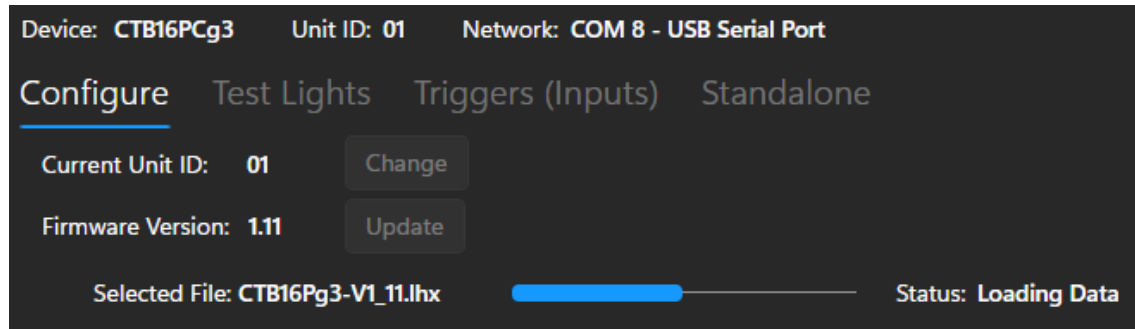 Device: CTB16PCg3 Unit ID: 01 Network: COM 8 - USB Serial Port
Configure Test Lights Triggers (Inputs) Standalone
Current Unit ID: 01 Change
Firmware Version: 1.11 Update
Selected File: CTB16Pg3-V1_11.lhx Status: Loading Data